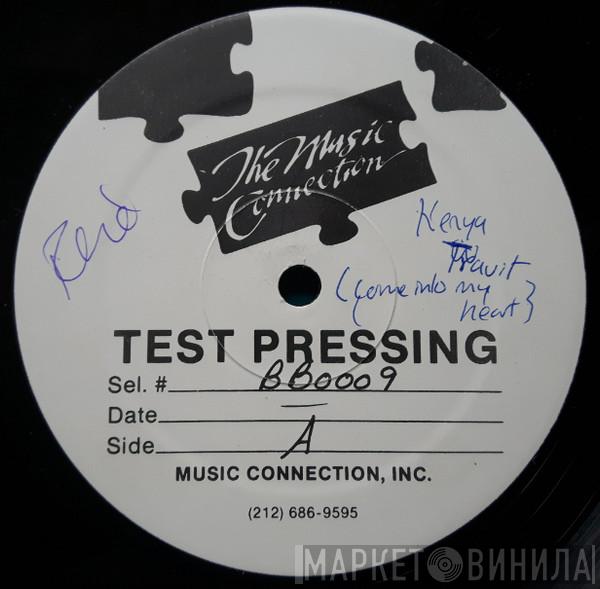 The Music
Connection
Kenya
Travit
(come into my
heart)
TEST PRESSING
Sel. # BB0009
Date —
Side A
MUSIC CONNECTION, INC.
(212) 686-9595
МАРКЕТ ВИНИЛА